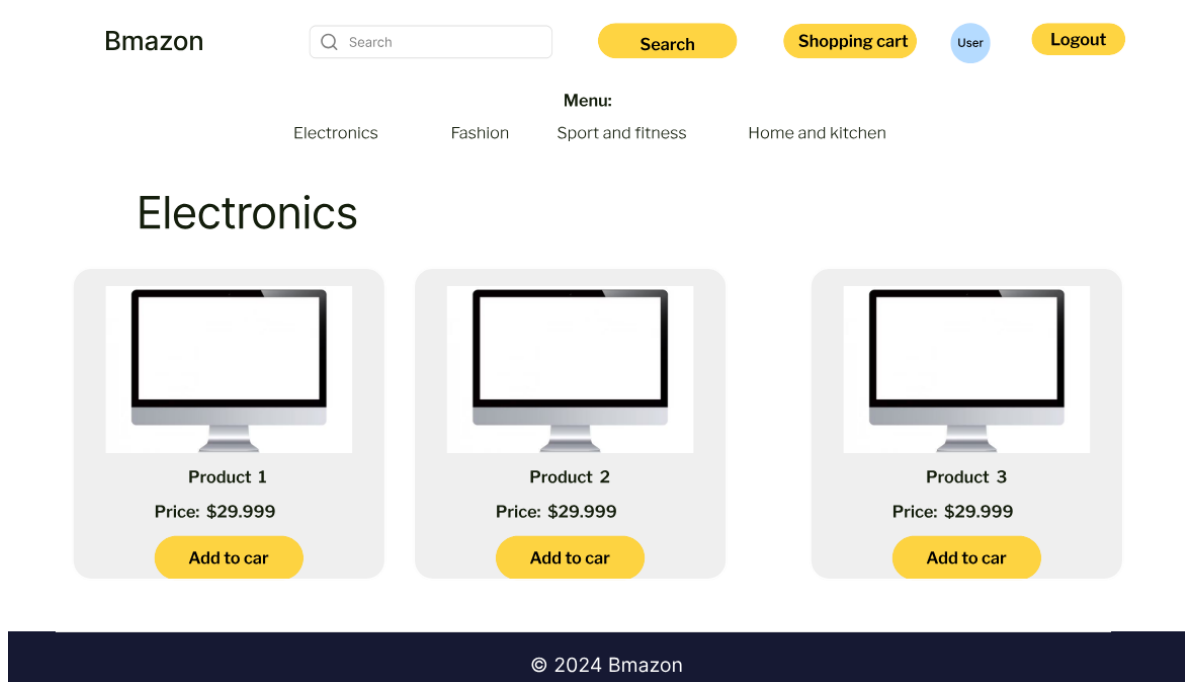 Bmazon Search Search Shopping cart User Logout
Menu:
Electronics Fashion Sport and fitness Home and kitchen
Electronics
Product 1 Product 2 Product 3
Price: $29.999 Price: $29.999 Price: $29.999
Add to car Add to car Add to car
© 2024 Bmazon